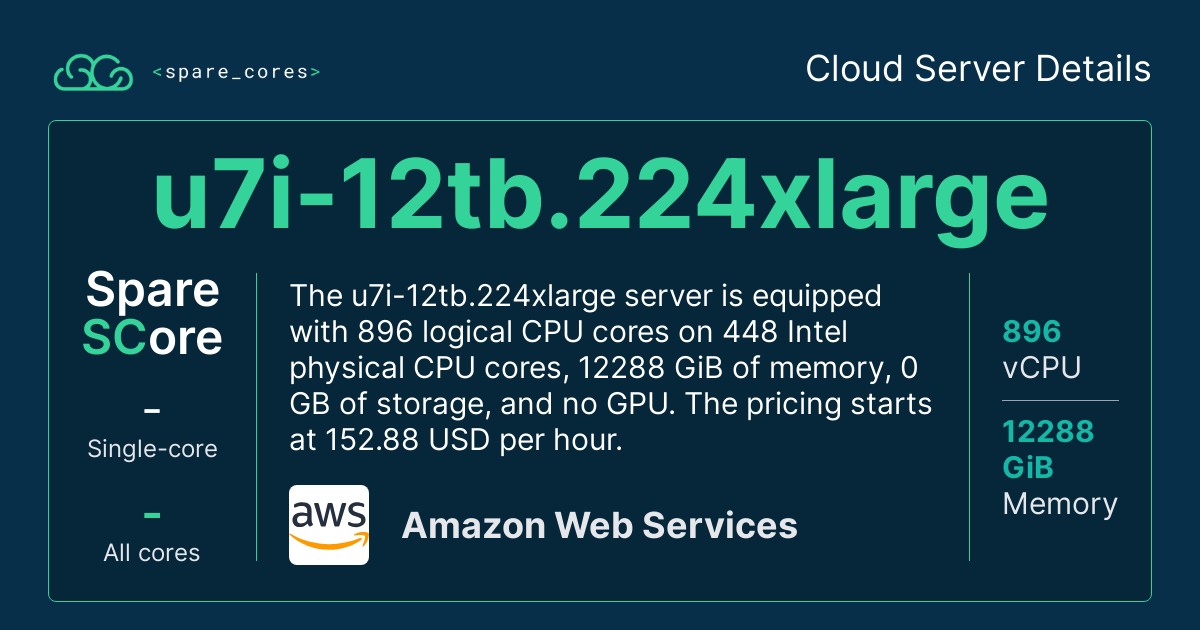 <spare_cores>
Cloud Server Details
u7i-12tb.224xlarge
Spare
SCore
–
Single-core
–
All cores
The u7i-12tb.224xlarge server is equipped
with 896 logical CPU cores on 448 Intel
physical CPU cores, 12288 GiB of memory, 0
GB of storage, and no GPU. The pricing starts
at 152.88 USD per hour.
aws
Amazon Web Services
896
vCPU
12288
GiB
Memory